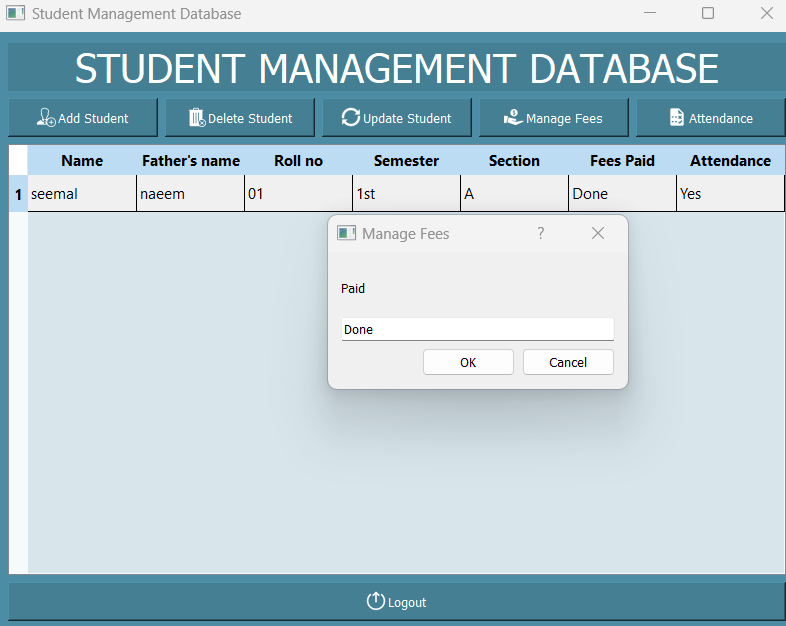 Student Management Database
STUDENT MANAGEMENT DATABASE
Add Student Delete Student Update Student Manage Fees Attendance
Name Father's name Roll no Semester Section Fees Paid Attendance
1 seemal naeem 01 1st A Done Yes
Manage Fees ?
Paid
Done
OK Cancel
Logout